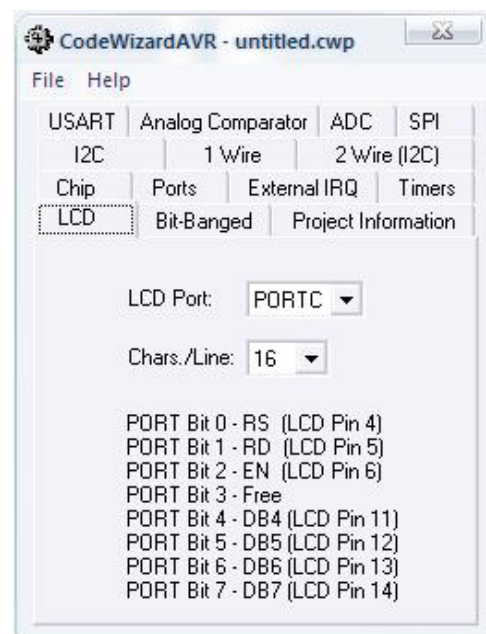 CodeWizardAVR - untitled.cwp
File Help
USART Analog Comparator ADC SPI
I2C 1 Wire 2 Wire (I2C)
Chip Ports External IRQ Timers
LCD Bit-Banged Project Information
LCD Port: PORTC
Chars./Line: 16
PORT Bit 0 - RS (LCD Pin 4)
PORT Bit 1 - RD (LCD Pin 5)
PORT Bit 2 - EN (LCD Pin 6)
PORT Bit 3 - Free
PORT Bit 4 - DB4 (LCD Pin 11)
PORT Bit 5 - DB5 (LCD Pin 12)
PORT Bit 6 - DB6 (LCD Pin 13)
PORT Bit 7 - DB7 (LCD Pin 14)